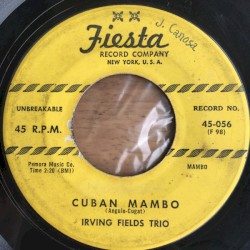 J. Canosa
Fiesta
RECORD COMPANY
NEW YORK, U.S.A.
UNBREAKABLE
RECORD NO.
45 R.P.M.
45-056
(F 98)
Pemora Music Co.
Time 2:30 (BMI)
MAMBO
CUBAN MAMBO
(Angulo-Cugat)
IRVING FIELDS TRIO